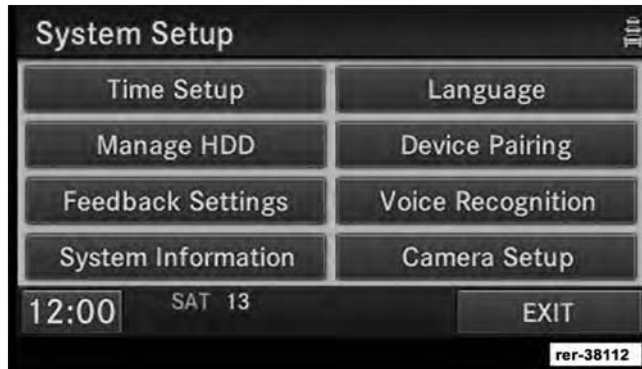 System Setup
Time Setup
Language
Manage HDD
Device Pairing
Feedback Settings
Voice Recognition
System Information
Camera Setup
12:00
SAT 13
EXIT
rer-38112